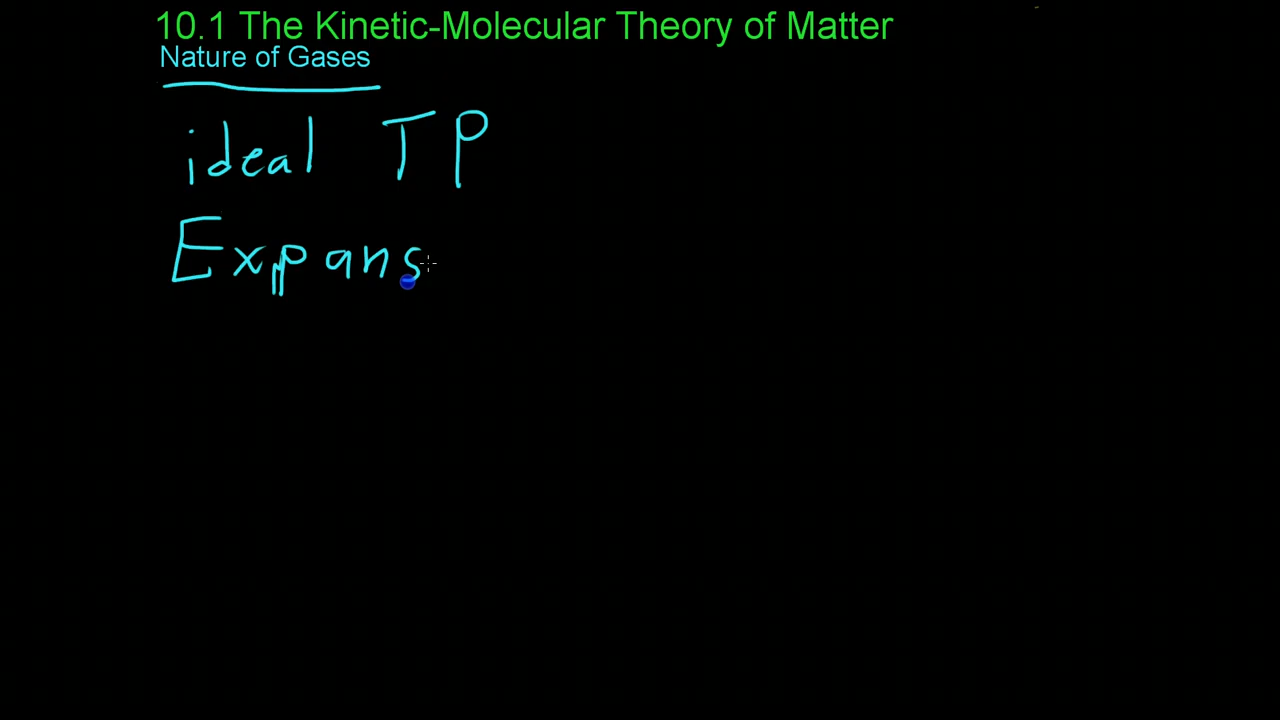 10.1 The Kinetic-Molecular Theory of Matter
Nature of Gases
ideal TP
Expans